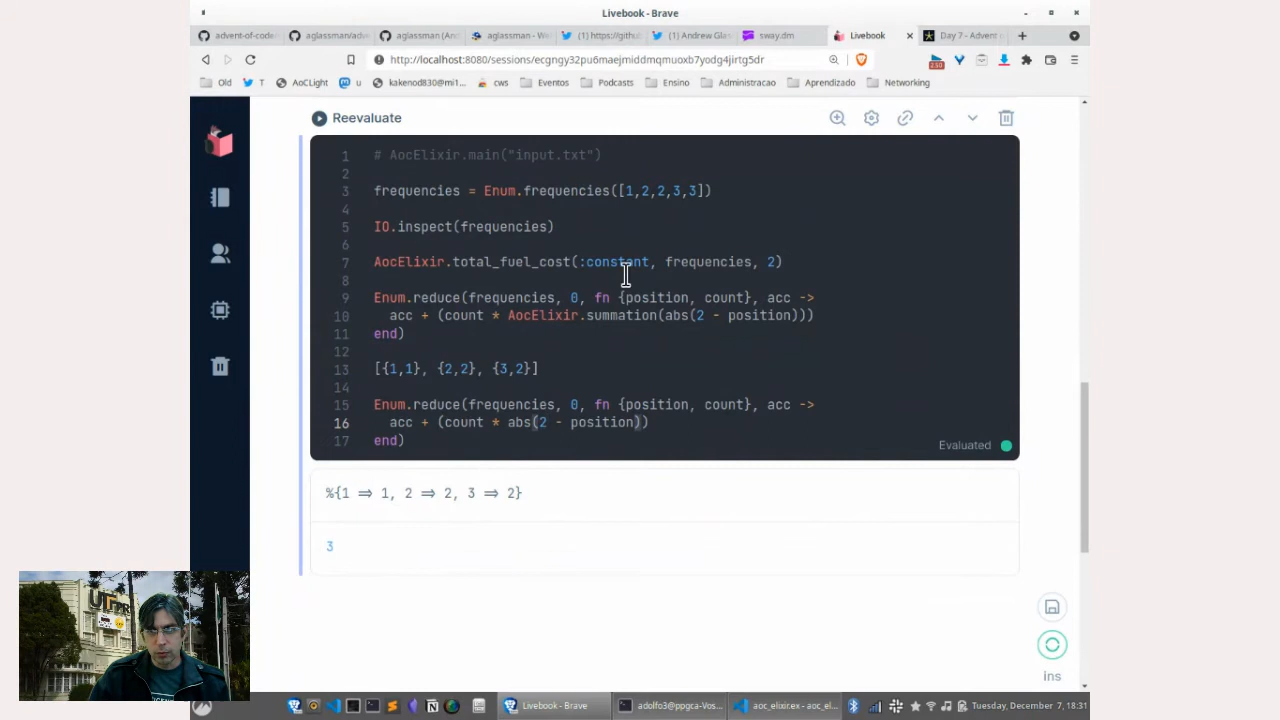 Livebook - Brave
advent-of-code
aglassman/adv
aglassman (An
aglassman - W
(1) https://githu
(1) Andrew Gla
sway.dm
Livebook
Day 7 - Advent o
http://localhost:8080/sessions/ecgngy32pu6maejmiddmqmuoxb7yodg4jirtg5dr
Old
T
AoCLight
u
kakenod830@mi1...
cws
Eventos
Podcasts
Ensino
Administracao
Aprendizado
Networking
Reevaluate
1 # AocElixir.main("input.txt")
2
3 frequencies = Enum.frequencies([1,2,2,3,3])
4
5 IO.inspect(frequencies)
6
7 AocElixir.total_fuel_cost(:constant, frequencies, 2)
8
9 Enum.reduce(frequencies, 0, fn {position, count}, acc ->
10 acc + (count * AocElixir.summation(abs(2 - position)))
11 end)
12
13 [{1,1}, {2,2}, {3,2}]
14
15 Enum.reduce(frequencies, 0, fn {position, count}, acc ->
16 acc + (count * abs(2 - position))
17 end)
Evaluated
%{1 => 1, 2 => 2, 3 => 2}
3
ins
Livebook - Brave
adolfo3@ppgca-Vos...
aoc_elixir.ex - aoc_el...
Tuesday, December 7, 18:31